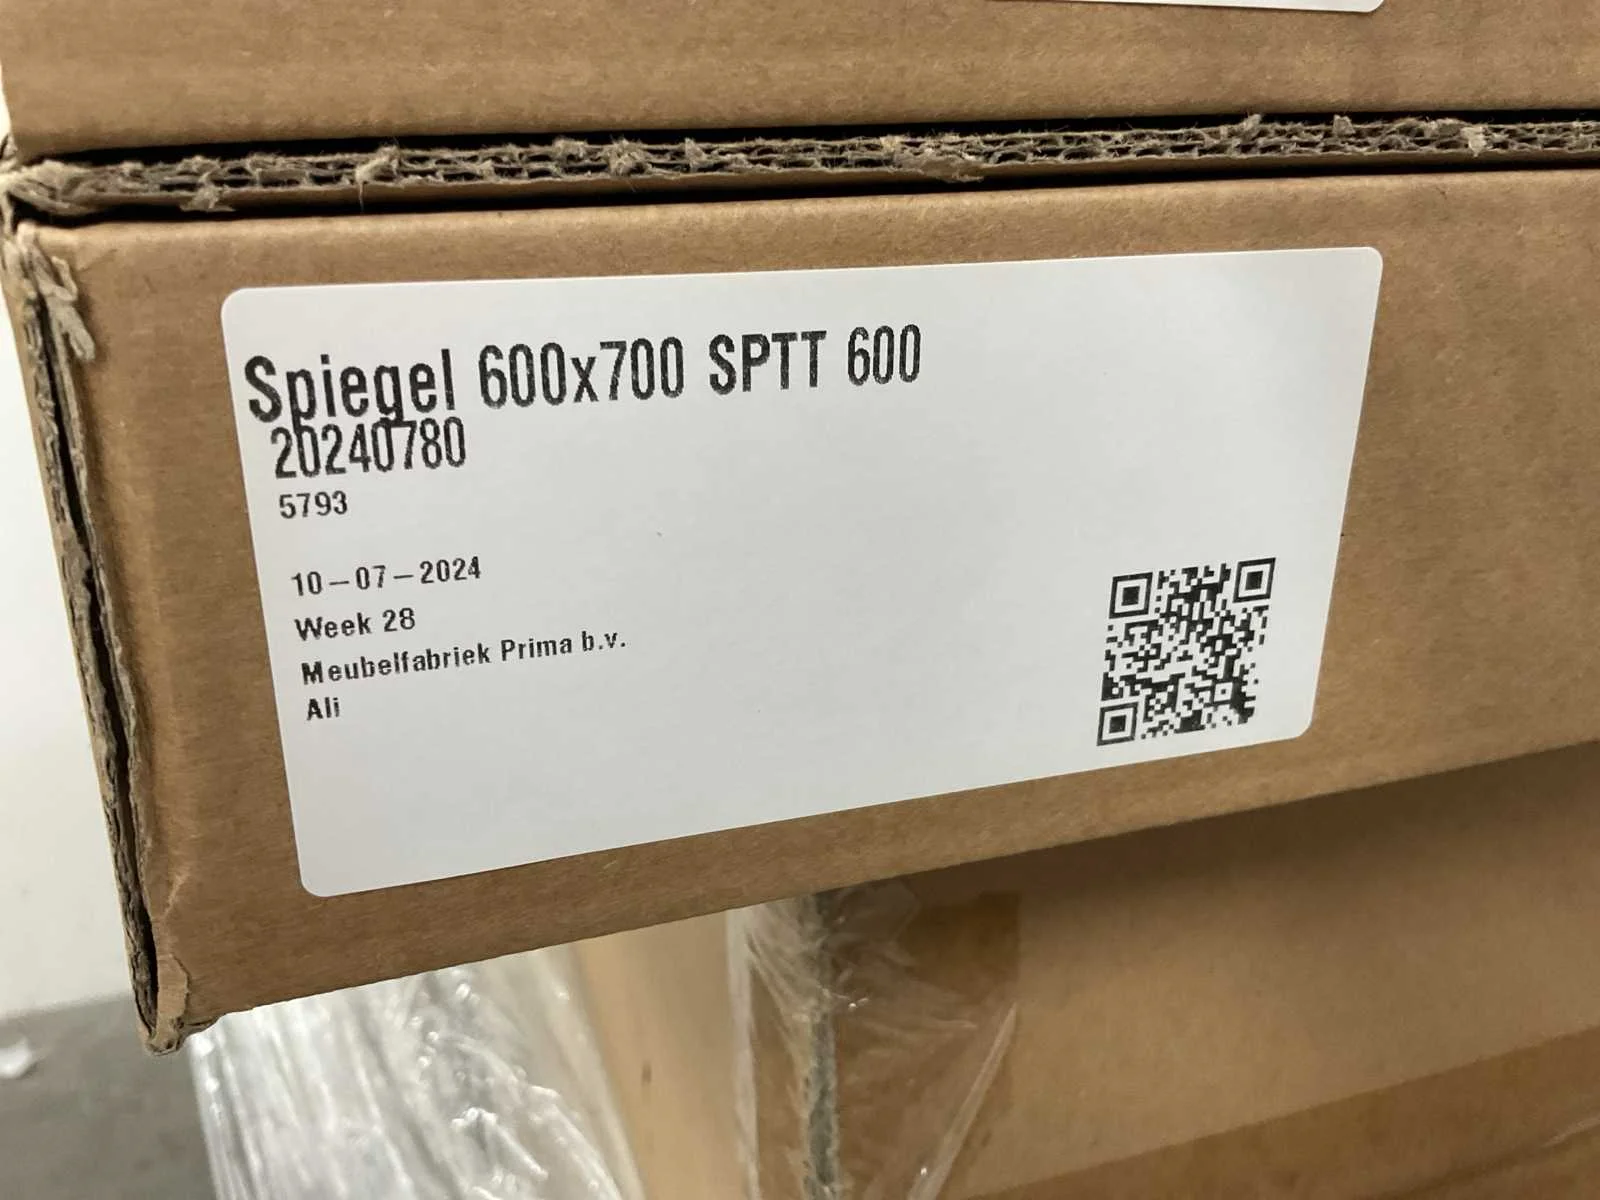 Spiegel 600x700 SPTT 600
20240780
5793
10-07-2024
Week 28
Meubelfabriek Prima b.v.
Ali